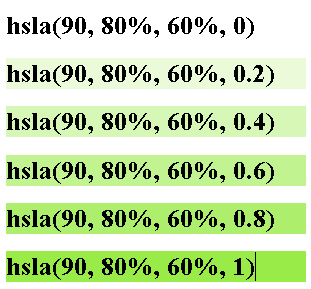 hsla(90, 80%, 60%, 0)
hsla(90, 80%, 60%, 0.2)
hsla(90, 80%, 60%, 0.4)
hsla(90, 80%, 60%, 0.6)
hsla(90, 80%, 60%, 0.8)
hsla(90, 80%, 60%, 1)